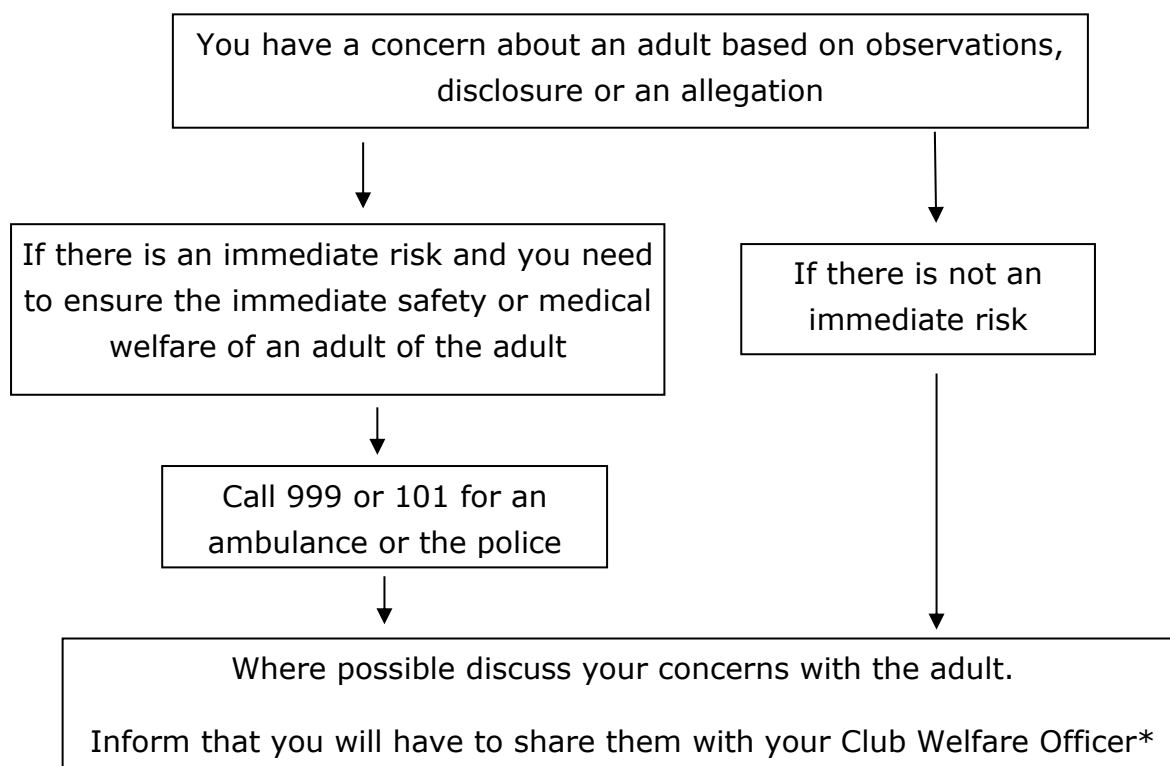 You have a concern about an adult based on observations,
disclosure or an allegation
If there is an immediate risk and you need
to ensure the immediate safety or medical
welfare of an adult of the adult
If there is not an
immediate risk
Call 999 or 101 for an
ambulance or the police
Where possible discuss your concerns with the adult.
Inform that you will have to share them with your Club Welfare Officer*